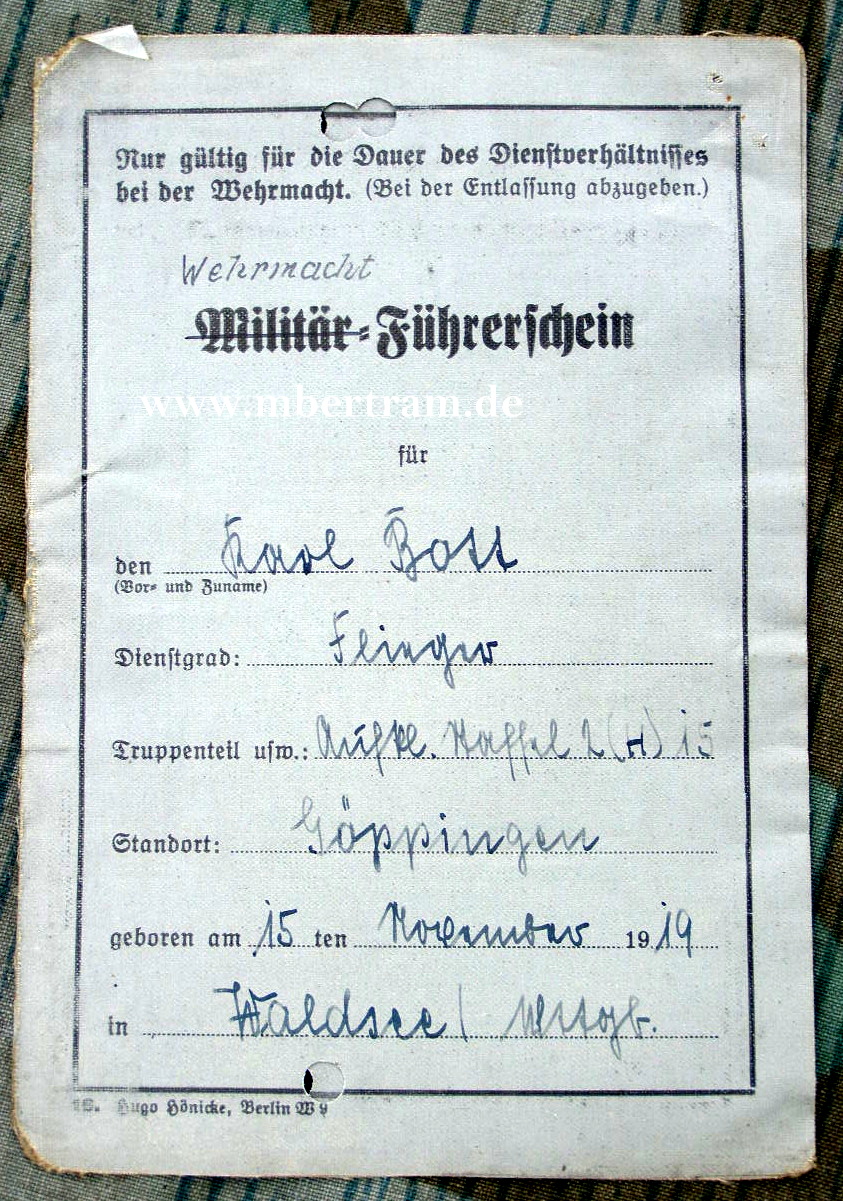 Nur gültig für die Dauer des Dienstverhältnisses
bei der Wehrmacht. (Bei der Entlassung abzugeben.)
Wehrmacht
Militär-Führerschein
www.mbertram.de
für
den Karl Bott
(Vor- und Zuname)
Dienstgrad: Flieger
Truppenteil usw.: Aufkl. Staffel 2 (H) 15
Standort: Göppingen
geboren am 15 ten November 1919
in Waldsee / Wttgb.
Hugo Hönicke, Berlin W 9